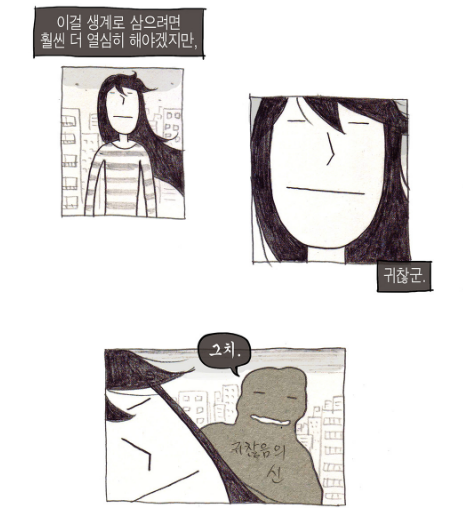 이걸 생계로 삼으려면
훨씬 더 열심히 해야겠지만,
귀찮군.
그치.
귀찮음의
신